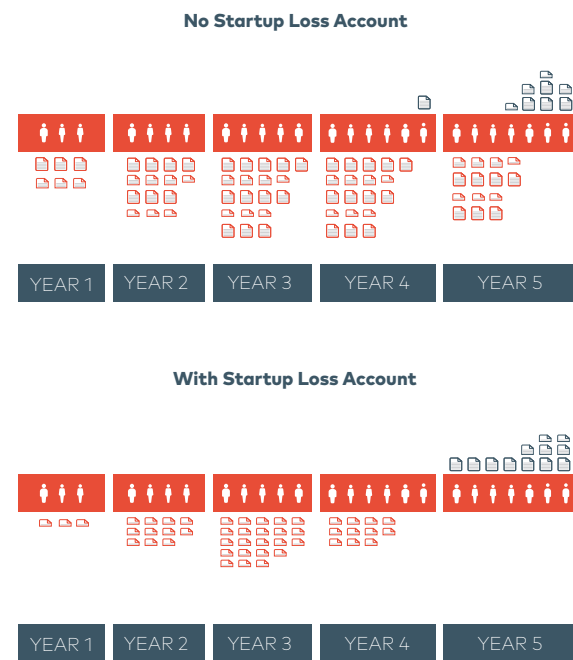 No Startup Loss Account
YEAR 1 YEAR 2 YEAR 3 YEAR 4 YEAR 5
With Startup Loss Account
YEAR 1 YEAR 2 YEAR 3 YEAR 4 YEAR 5